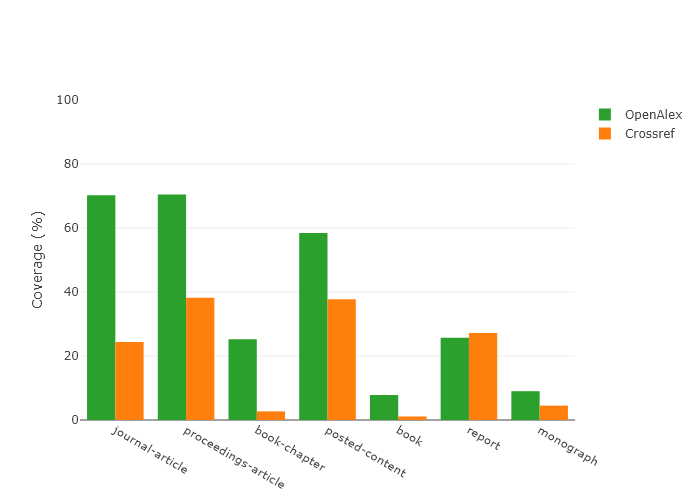 100
80
60
40
20
0
Coverage (%)
journal-article
proceedings-article
book-chapter
posted-content
book
report
monograph
OpenAlex
Crossref